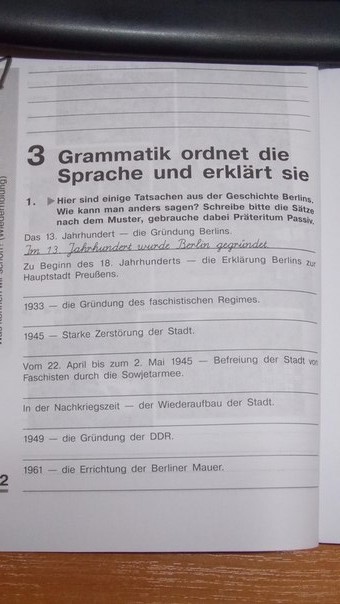 3 Grammatik ordnet die
Sprache und erklärt sie
1. ▶ Hier sind einige Tatsachen aus der Geschichte Berlins.
Wie kann man anders sagen? Schreibe bitte die Sätze
nach dem Muster, gebrauche dabei Präteritum Passiv.
Das 13. Jahrhundert — die Gründung Berlins.
Im 13. Jahrhundert wurde Berlin gegründet
Zu Beginn des 18. Jahrhunderts — die Erklärung Berlins zur
Hauptstadt Preußens.
1933 — die Gründung des faschistischen Regimes.
1945 — Starke Zerstörung der Stadt.
Vom 22. April bis zum 2. Mai 1945 — Befreiung der Stadt von
Faschisten durch die Sowjetarmee.
In der Nachkriegszeit — der Wiederaufbau der Stadt.
1949 — die Gründung der DDR.
1961 — die Errichtung der Berliner Mauer.
2